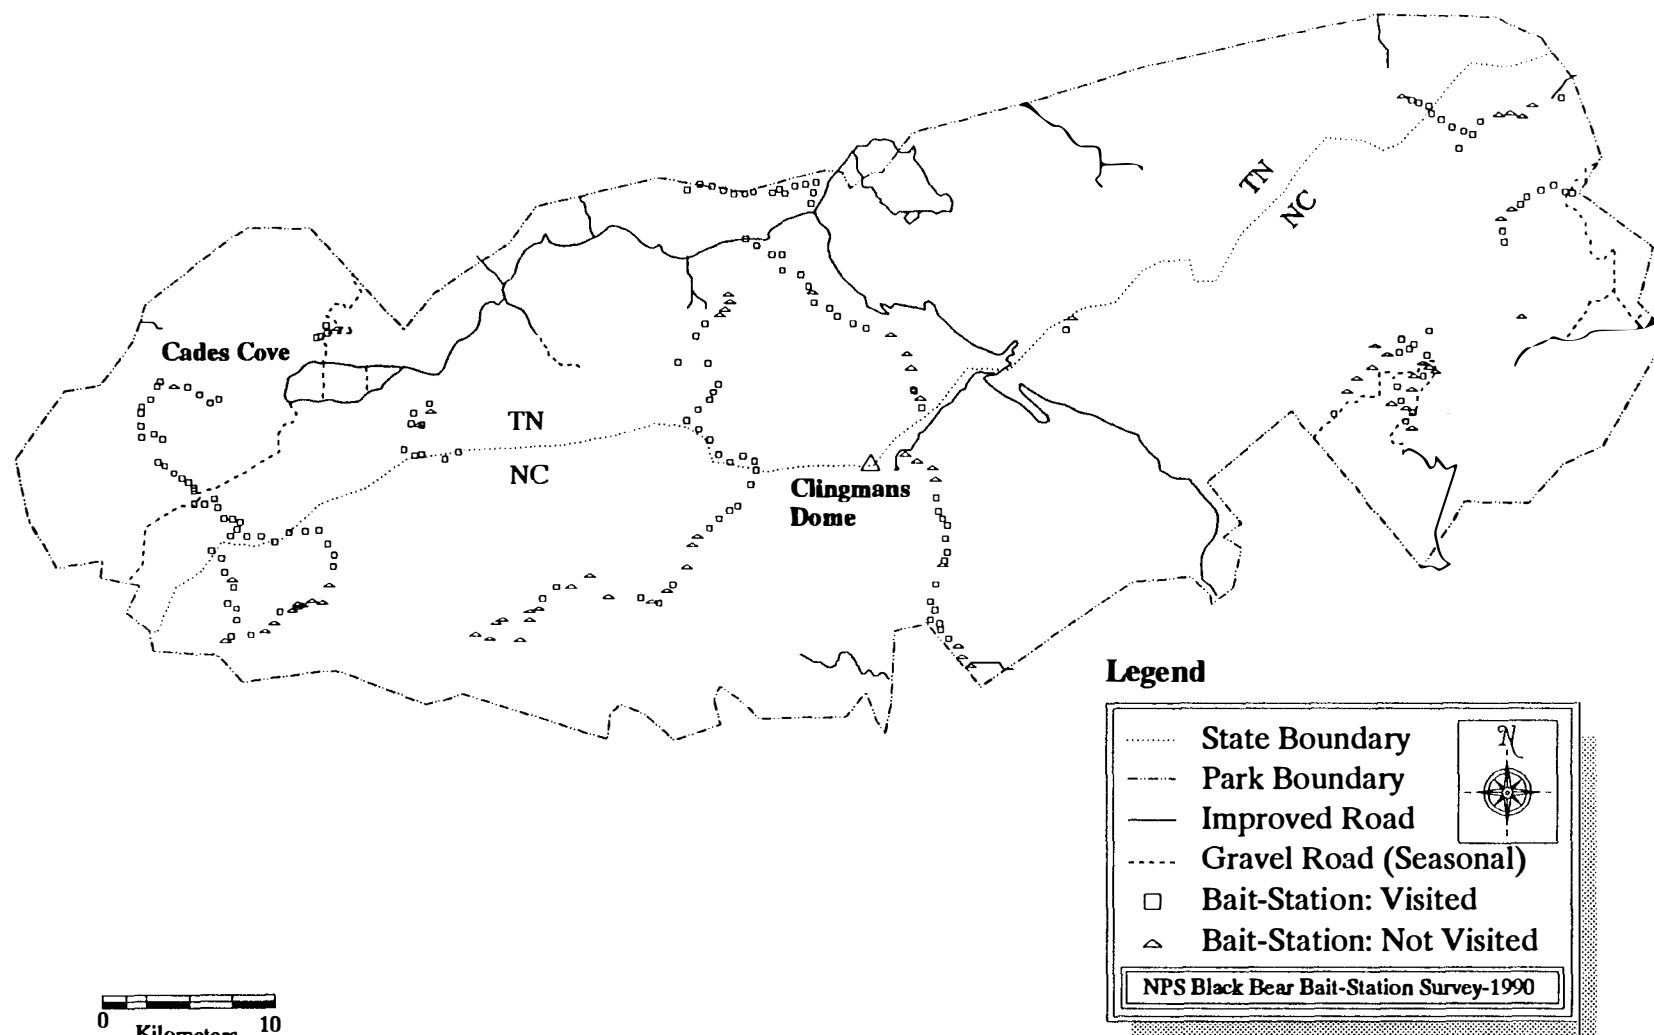 TN
NC
Cades Cove
TN
NC
Clingmans
Dome
Legend
N
State Boundary
Park Boundary
Improved Road
Gravel Road (Seasonal)
Bait-Station: Visited
Bait-Station: Not Visited
NPS Black Bear Bait-Station Survey-1990
0 Kilometers 10